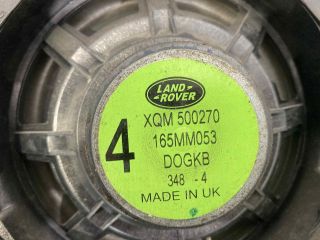 LAND
ROVER
XQM 500270
4
165MM053
DOGKB
348 - 4
MADE IN UK